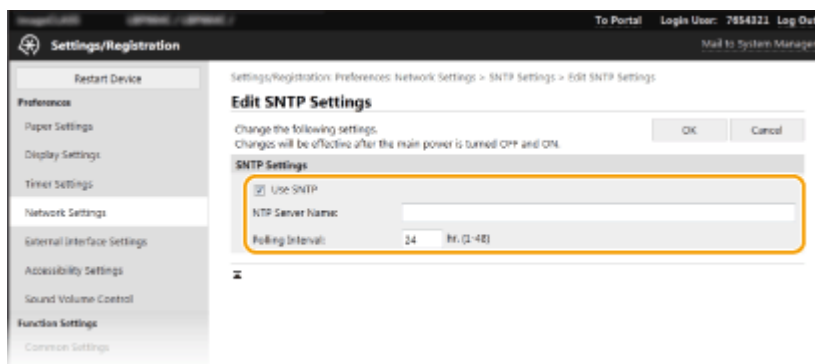 To Portal Login User: 7654321 Log Out
Settings/Registration
Mail to System Manager
Restart Device
Preferences
Paper Settings
Display Settings
Timer Settings
Network Settings
External Interface Settings
Accessibility Settings
Sound Volume Control
Function Settings
Common Settings
Settings/Registration: Preferences: Network Settings > SNTP Settings > Edit SNTP Settings
Edit SNTP Settings
Change the following settings.
Changes will be effective after the main power is turned OFF and ON.
OK Cancel
SNTP Settings
Use SNTP
NTP Server Name:
Polling Interval: 24 hr. (1-48)